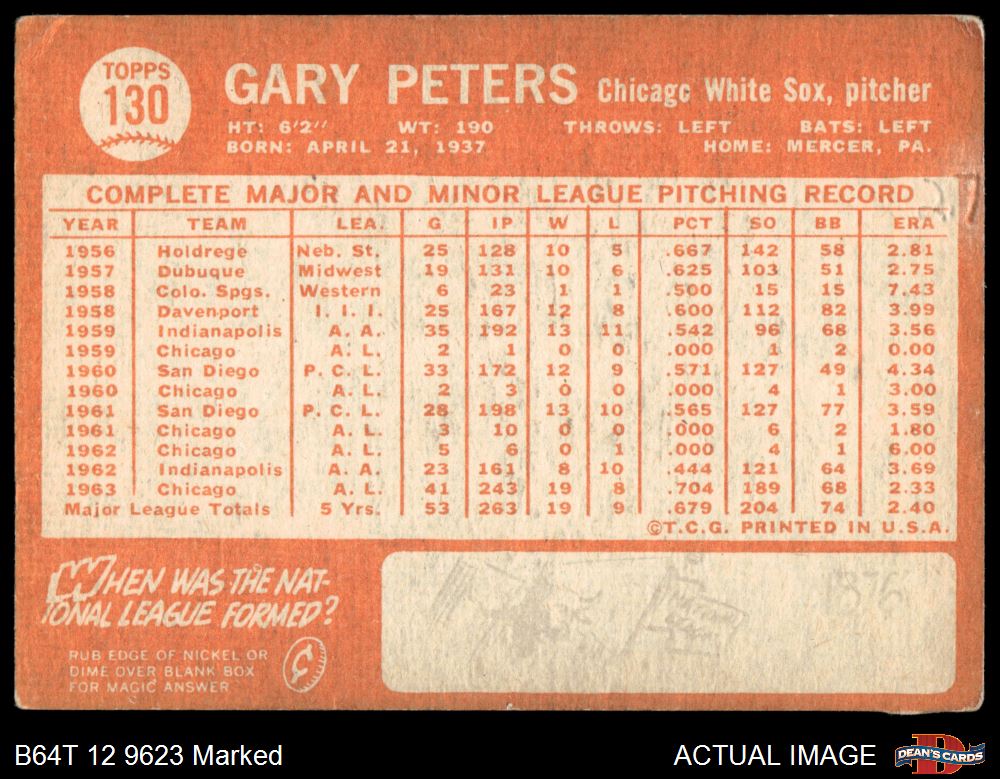 TOPPS
130
GARY PETERS Chicago White Sox, pitcher
HT: 6'2" WT: 190 THROWS: LEFT BATS: LEFT
BORN: APRIL 21, 1937 HOME: MERCER, PA.
COMPLETE MAJOR AND MINOR LEAGUE PITCHING RECORD
YEAR TEAM LEA. G IP W L PCT SO BB ERA
1956 Holdrege Neb. St. 25 128 10 5 .667 142 58 2.81
1957 Dubuque Midwest 19 131 10 6 .625 103 51 2.75
1958 Colo. Spgs. Western 6 23 1 1 .500 15 15 7.43
1958 Davenport I. I. I. 25 167 12 8 .600 112 82 3.99
1959 Indianapolis A. A. 35 192 13 11 .542 96 68 3.56
1959 Chicago A. L. 2 1 0 0 .000 1 2 0.00
1960 San Diego P. C. L. 33 172 12 9 .571 127 49 4.34
1960 Chicago A. L. 2 3 0 0 .000 4 1 3.00
1961 San Diego P. C. L. 28 198 13 10 .565 127 77 3.59
1961 Chicago A. L. 3 10 0 0 .000 6 2 1.80
1962 Chicago A. L. 5 6 0 1 .000 4 1 6.00
1962 Indianapolis A. A. 23 161 8 10 .444 121 64 3.69
1963 Chicago A. L. 41 243 19 8 .704 189 68 2.33
Major League Totals 5 Yrs. 53 263 19 9 .679 204 74 2.40
©T.C.G. PRINTED IN U.S.A.
WHEN WAS THE NAT-
IONAL LEAGUE FORMED?
RUB EDGE OF NICKEL OR
DIME OVER BLANK BOX
FOR MAGIC ANSWER
1876
B64T 12 9623 Marked
ACTUAL IMAGE
DEAN'S CARDS